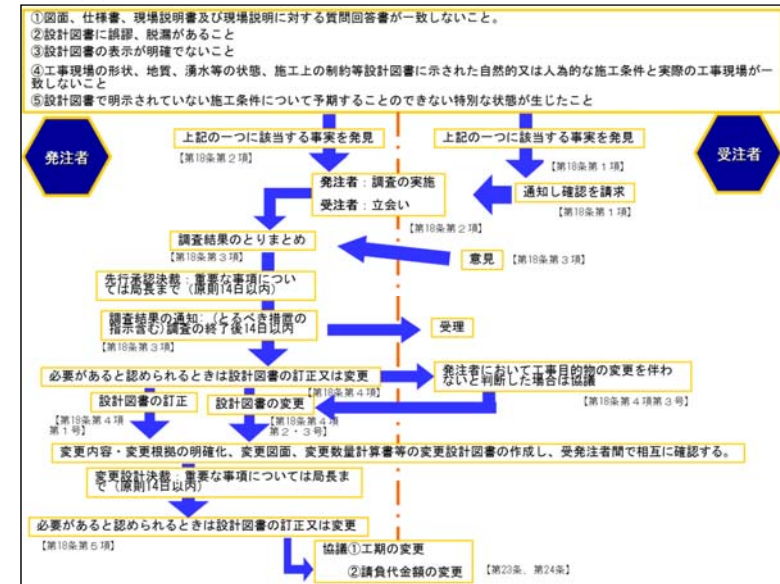 ①図面、仕様書、現場説明書及び現場説明に対する質問回答書が一致しないこと。
②設計図書に誤謬、脱漏があること
③設計図書の表示が明確でないこと
④工事現場の形状、地質、湧水等の状態、施工上の制約等設計図書に示された自然的又は人為的な施工条件と実際の工事現場が一
致しないこと
⑤設計図書で明示されていない施工条件について予期することのできない特別な状態が生じたこと
発注者
上記の一つに該当する事実を発見
【第18条第２項】
上記の一つに該当する事実を発見
【第18条第１項】
受注者
発注者：調査の実施
受注者：立会い
【第18条第２項】
通知し確認を請求
【第18条第１項】
調査結果のとりまとめ
【第18条第３項】
意見
【第18条第３項】
先行承認決裁：重要な事項につい
ては局長まで（原則14日以内）
調査結果の通知：（とるべき措置の
指示含む）調査の終了後14日以内
【第18条第３項】
受理
必要があると認められるときは設計図書の訂正又は変更
【第18条第４項】
発注者において工事目的物の変更を伴わ
ないと判断した場合は協議
【第18条第４項第３号】
設計図書の訂正
【第18条第４項
第１号】
設計図書の変更
【第18条第４項
第２・３号】
変更内容・変更根拠の明確化、変更図面、変更数量計算書等の変更設計図書の作成し、受発注者間で相互に確認する。
変更設計決裁：重要な事項については局長ま
で（原則14日以内）
必要があると認められるときは設計図書の訂正又は変更
【第18条第５項】
協議①工期の変更
②請負代金額の変更
【第23条、第24条】